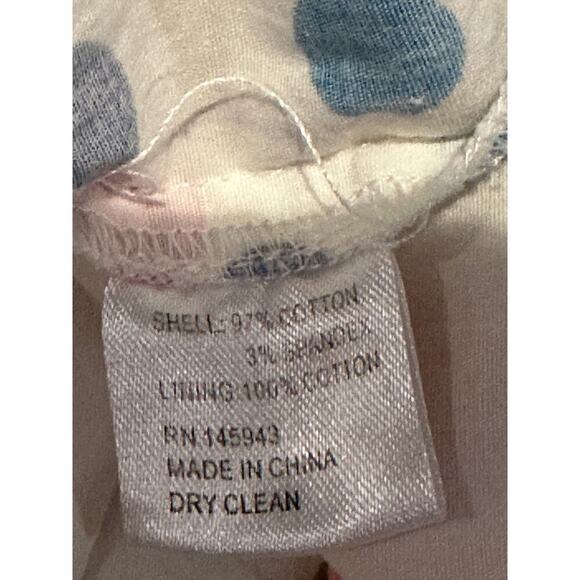 SHELL: 97% COTTON
3% SPANDEX
LINING 100% COTTON
RN 145943
MADE IN CHINA
DRY CLEAN